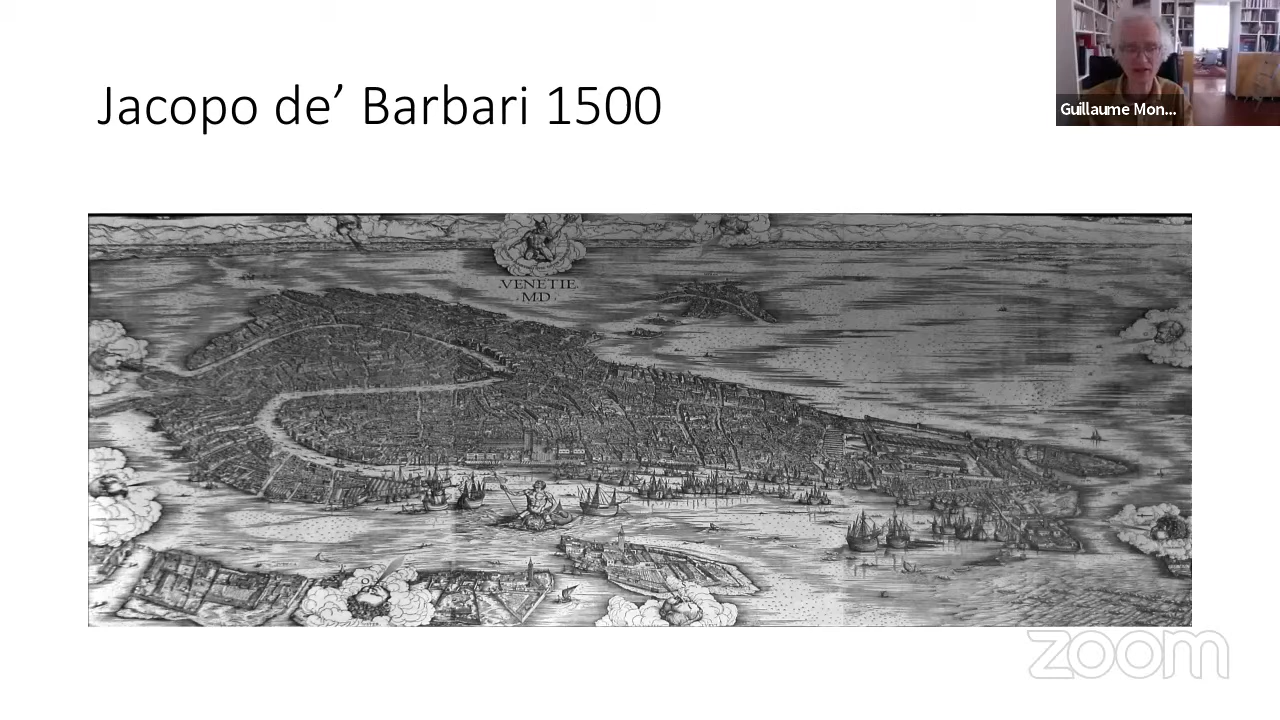 Jacopo de’ Barbari 1500
Guillaume Mon...
VENETIE
MD
zoom